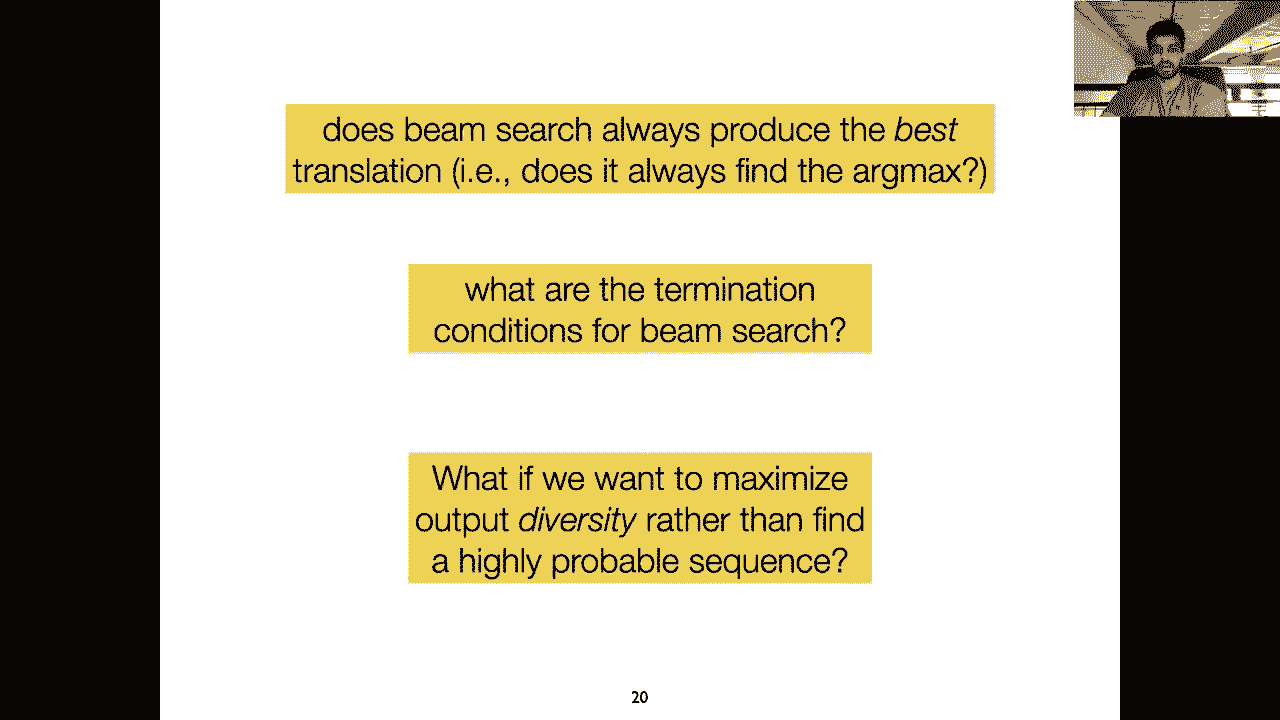 does beam search always produce the best
translation (i.e., does it always find the argmax?)
what are the termination
conditions for beam search?
What if we want to maximize
output diversity rather than find
a highly probable sequence?
20